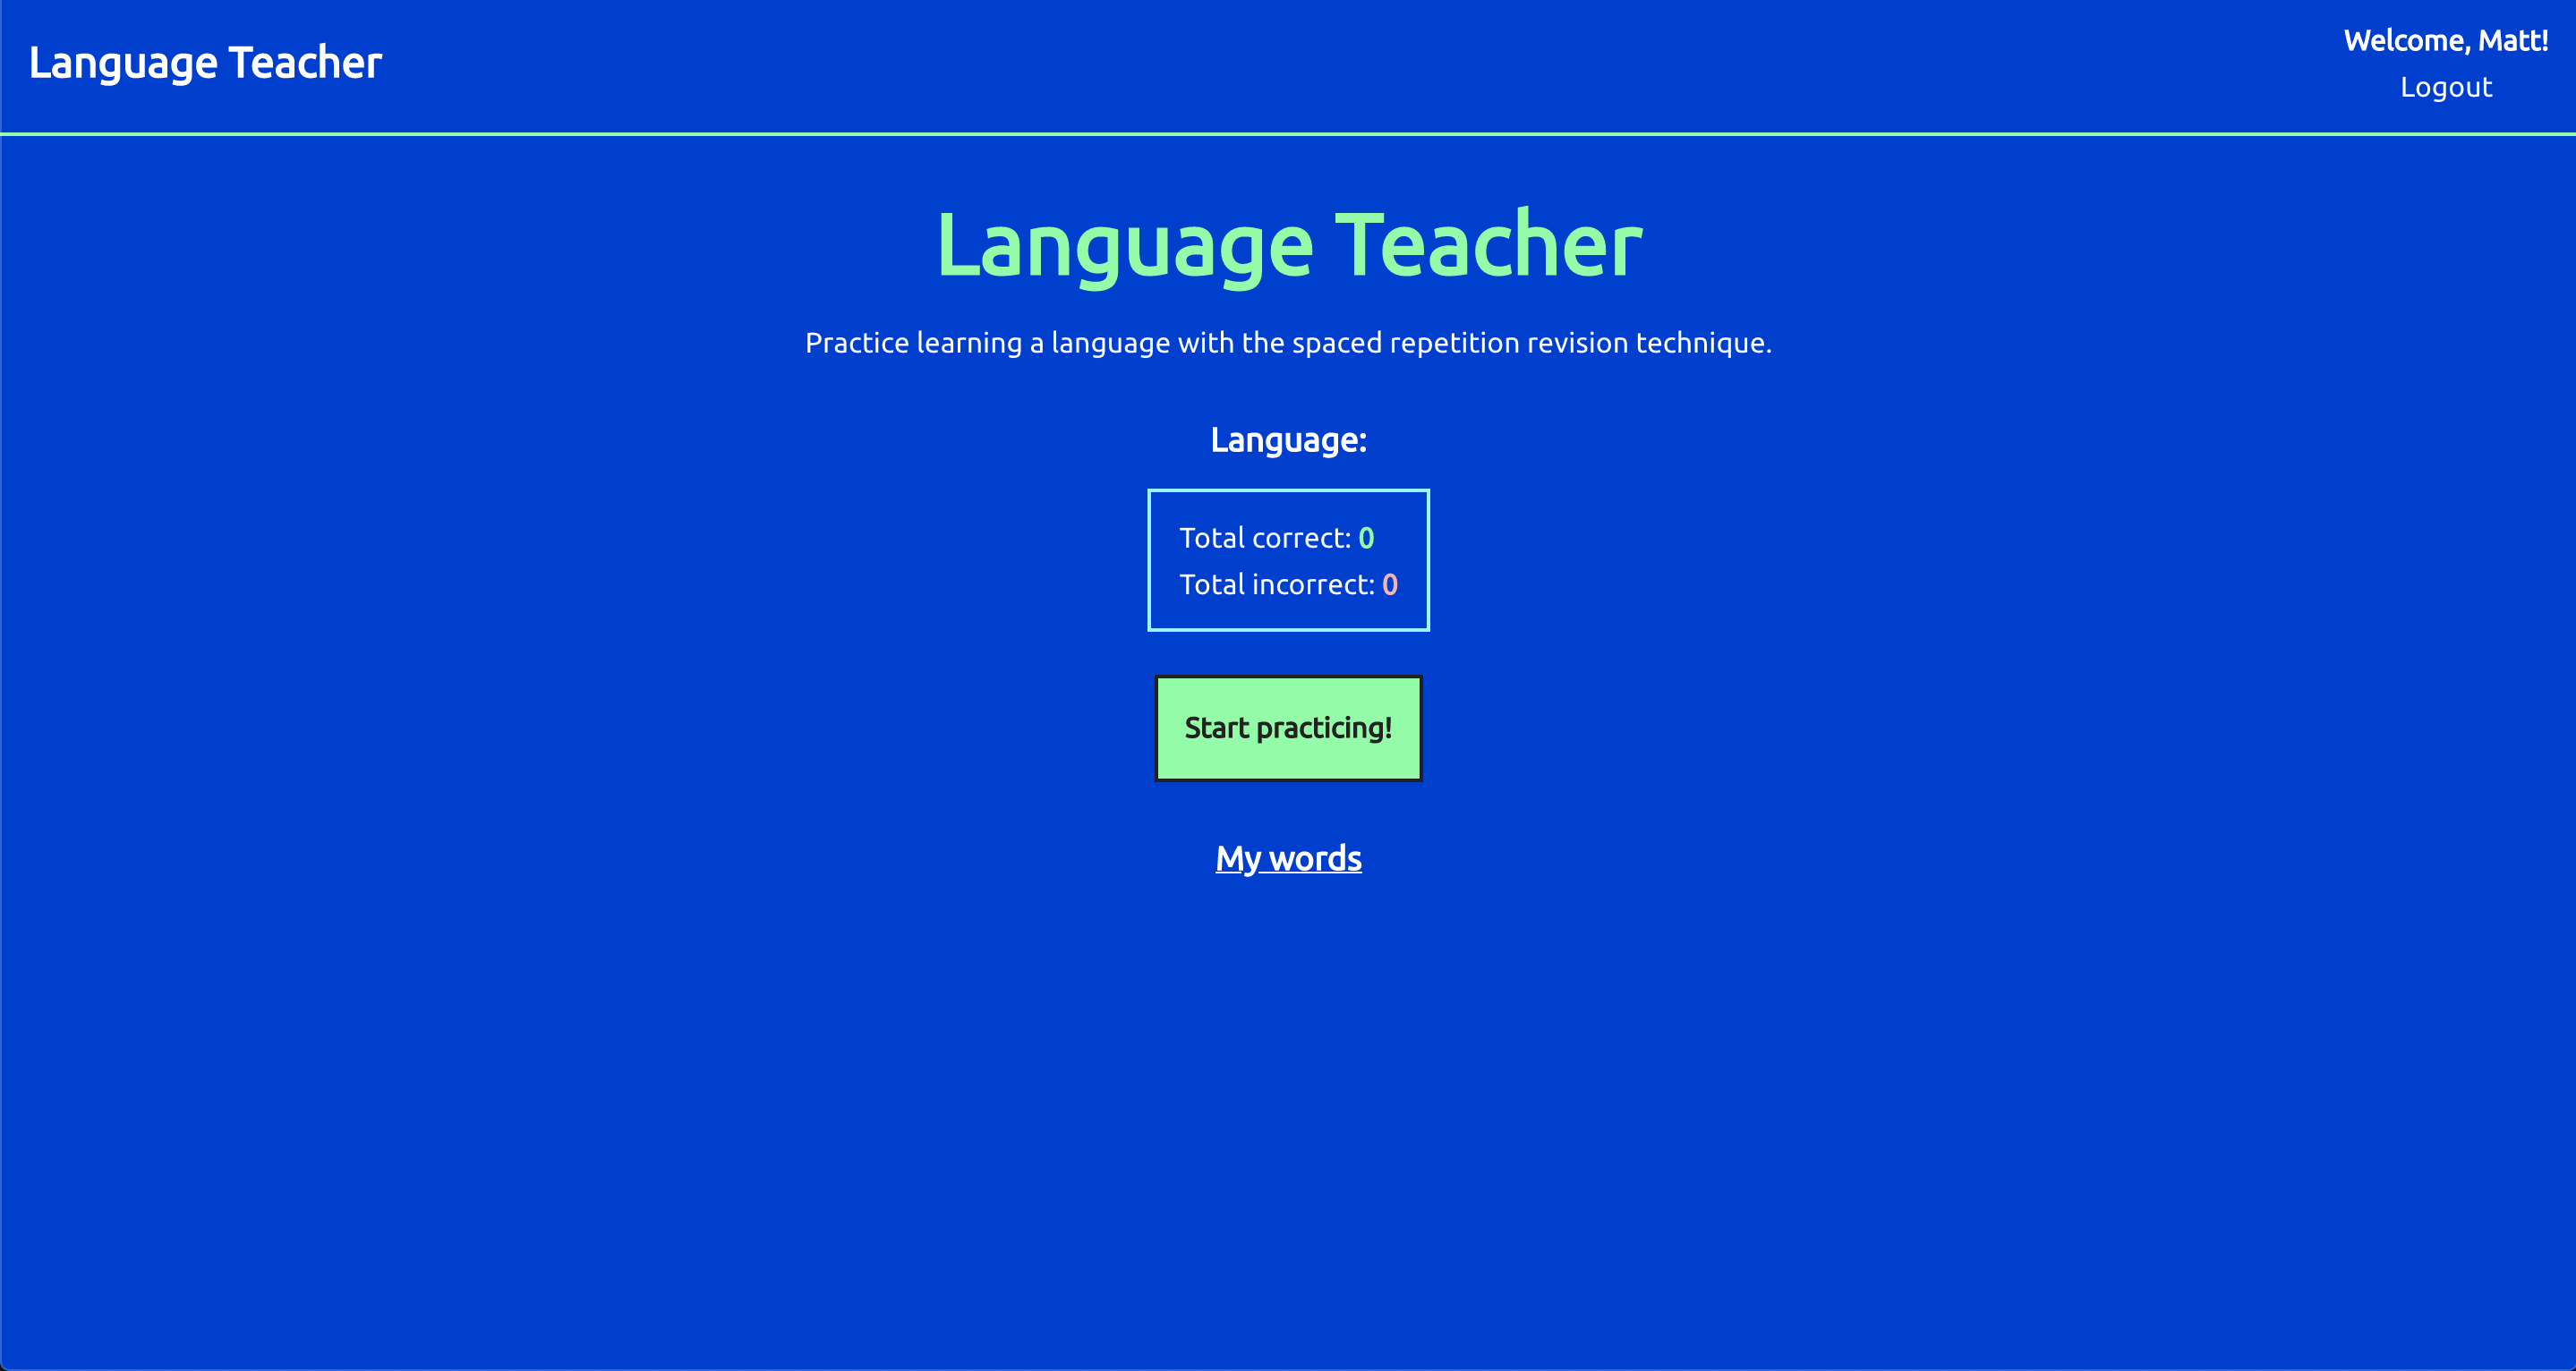 Language Teacher
Welcome, Matt!
Logout
Language Teacher
Practice learning a language with the spaced repetition revision technique.
Language:
Total correct: 0
Total incorrect: 0
Start practicing!
My words